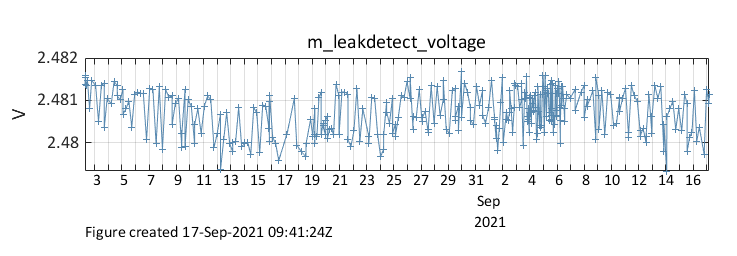 m_leakdetect_voltage
2.482
2.481
2.48
V
3 5 7 9 11 13 15 17 19 21 23 25 27 29 31 2 4 6 8 10 12 14 16
Sep
2021
Figure created 17-Sep-2021 09:41:24Z